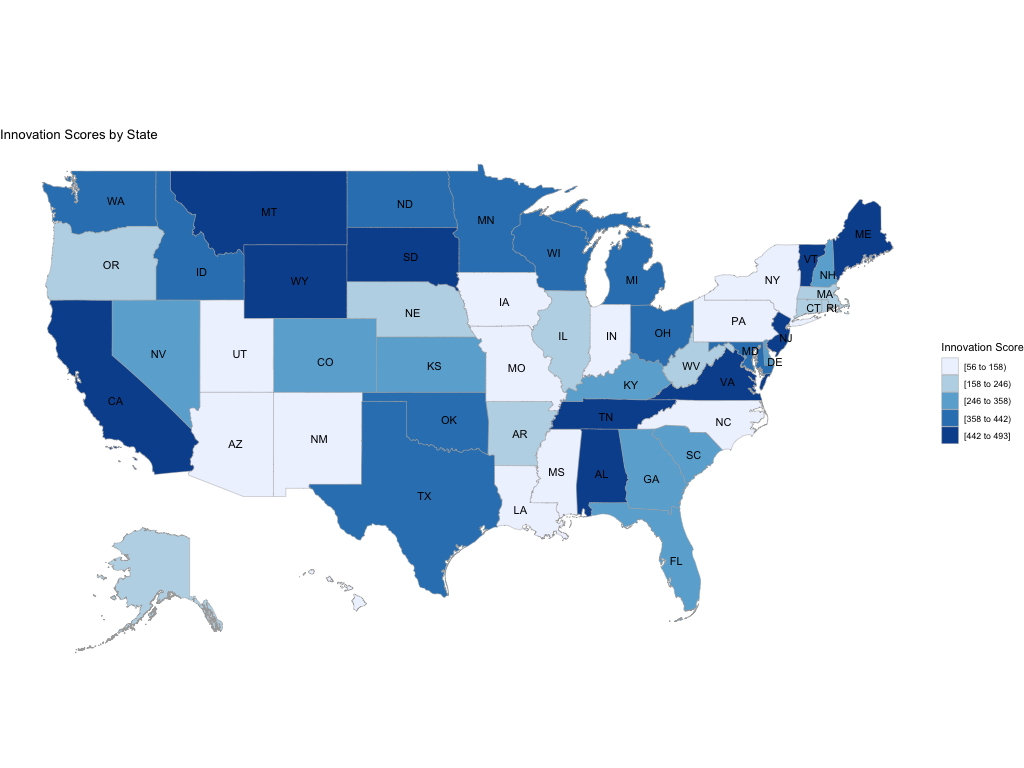 Innovation Scores by State
WA
MT
ND
MN
ME
OR
ID
WY
SD
WI
MI
VT
NH
NY
MA
CT
RI
NE
IA
PA
NV
UT
CO
KS
IL
IN
OH
NJ
MD
DE
MO
WV
KY
VA
CA
AZ
NM
OK
AR
TN
NC
SC
TX
MS
AL
GA
LA
FL
Innovation Score
[56 to 158)
[158 to 246)
[246 to 358)
[358 to 442)
[442 to 493]